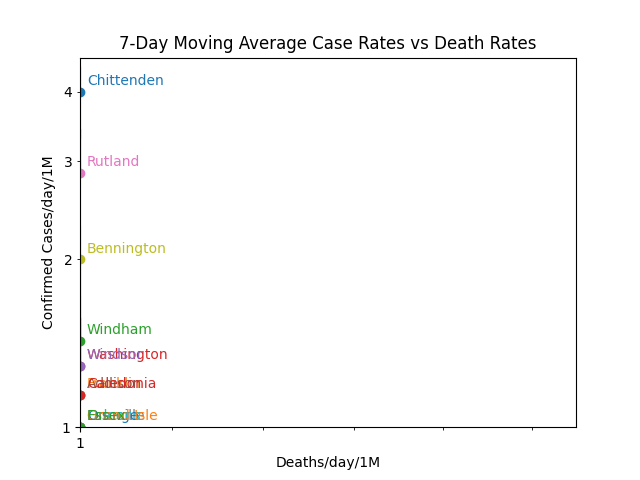 7-Day Moving Average Case Rates vs Death Rates
Confirmed Cases/day/1M
4
3
2
1
Chittenden
Rutland
Bennington
Windham
Washington
Windsor
Caledonia
Essex
1
Deaths/day/1M